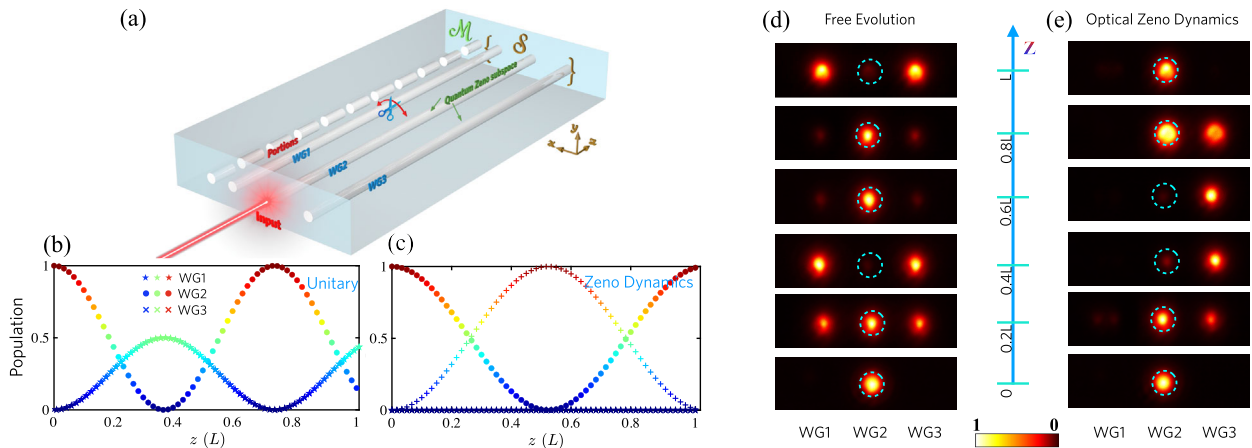 (a)
ℳ
{
𝒮
}
Quantum Zeno subspace
Portions
WG1
WG2
WG3
Input
x
y
z
(b)
1
0.5
0
Population
WG1
WG2
WG3
Unitary
0 0.2 0.4 0.6 0.8 1
z (L)
(c)
1
0.5
0
Zeno Dynamics
0 0.2 0.4 0.6 0.8 1
z (L)
(d)
Free Evolution
WG1 WG2 WG3
Z
L
0.8L
0.6L
0.4L
0.2L
0
1 0
(e)
Optical Zeno Dynamics
WG1 WG2 WG3